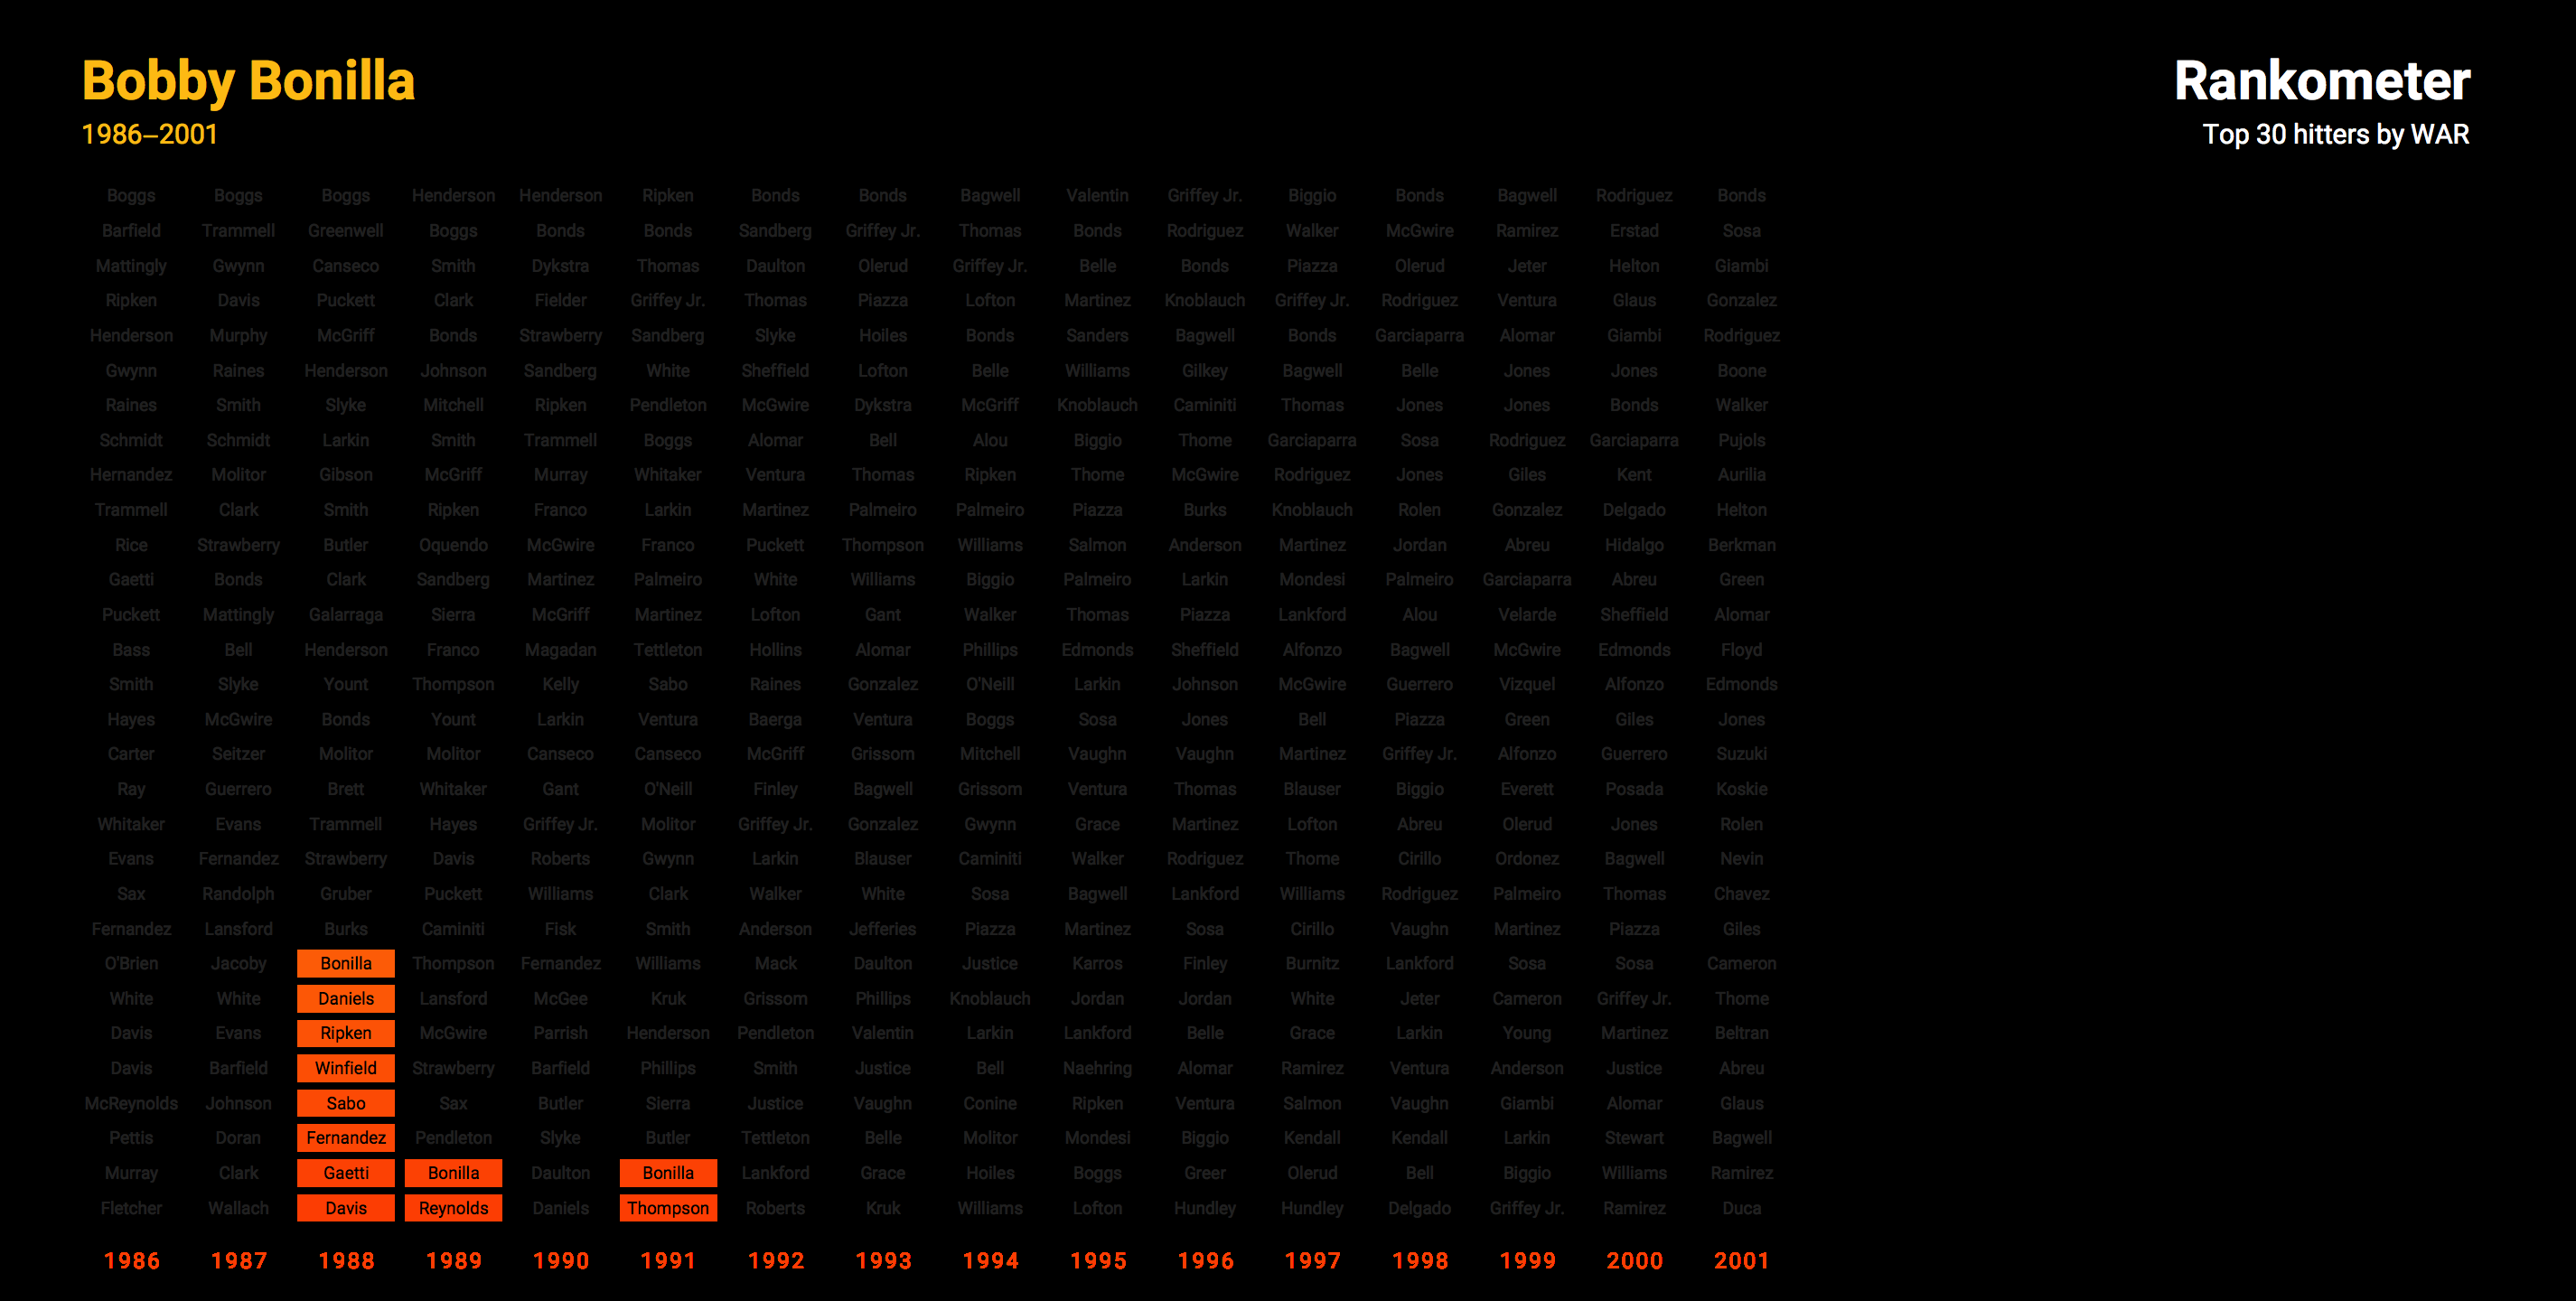 Bobby Bonilla
1986–2001
Rankometer
Top 30 hitters by WAR
Boggs Boggs Boggs Henderson Henderson Ripken Bonds Bonds Bagwell Valentin Griffey Jr. Biggio Bonds Bagwell Rodriguez Bonds
Barfield Trammell Greenwell Boggs Bonds Bonds Sandberg Griffey Jr. Thomas Bonds Rodriguez Walker McGwire Ramirez Erstad Sosa
Mattingly Gwynn Canseco Smith Dykstra Thomas Daulton Olerud Griffey Jr. Belle Bonds Piazza Olerud Jeter Helton Giambi
Ripken Davis Puckett Clark Fielder Griffey Jr. Thomas Piazza Lofton Martinez Knoblauch Griffey Jr. Rodriguez Ventura Glaus Gonzalez
Henderson Murphy McGriff Bonds Strawberry Sandberg Slyke Hoiles Bonds Sanders Bagwell Bonds Garciaparra Alomar Giambi Rodriguez
Gwynn Raines Henderson Johnson Sandberg White Sheffield Lofton Belle Williams Gilkey Bagwell Belle Jones Jones Boone
Raines Smith Slyke Mitchell Ripken Pendleton McGwire Dykstra McGriff Knoblauch Caminiti Thomas Jones Jones Bonds Walker
Schmidt Schmidt Larkin Smith Trammell Boggs Alomar Bell Alou Biggio Thome Garciaparra Sosa Rodriguez Garciaparra Pujols
Hernandez Molitor Gibson McGriff Murray Whitaker Ventura Thomas Ripken Thome McGwire Rodriguez Jones Giles Kent Aurilia
Trammell Clark Smith Ripken Franco Larkin Martinez Palmeiro Palmeiro Piazza Burks Knoblauch Rolen Gonzalez Delgado Helton
Rice Strawberry Butler Oquendo McGwire Franco Puckett Thompson Williams Salmon Anderson Martinez Jordan Abreu Hidalgo Berkman
Gaetti Bonds Clark Sandberg Martinez Palmeiro White Williams Biggio Palmeiro Larkin Mondesi Palmeiro Garciaparra Abreu Green
Puckett Mattingly Galarraga Sierra McGriff Martinez Lofton Gant Walker Thomas Piazza Lankford Alou Velarde Sheffield Alomar
Bass Bell Henderson Franco Magadan Tettleton Hollins Alomar Phillips Edmonds Sheffield Alfonzo Bagwell McGwire Edmonds Floyd
Smith Slyke Yount Thompson Kelly Sabo Raines Gonzalez O'Neill Larkin Johnson McGwire Guerrero Vizquel Alfonzo Edmonds
Hayes McGwire Bonds Yount Larkin Ventura Baerga Ventura Boggs Sosa Jones Bell Piazza Green Giles Jones
Carter Seitzer Molitor Molitor Canseco Canseco McGriff Grissom Mitchell Vaughn Vaughn Martinez Griffey Jr. Alfonzo Guerrero Suzuki
Ray Guerrero Brett Whitaker Gant O'Neill Finley Bagwell Grissom Ventura Thomas Blauser Biggio Everett Posada Koskie
Whitaker Evans Trammell Hayes Griffey Jr. Molitor Griffey Jr. Gonzalez Gwynn Grace Martinez Lofton Abreu Olerud Jones Rolen
Evans Fernandez Strawberry Davis Roberts Gwynn Larkin Blauser Caminiti Walker Rodriguez Thome Cirillo Ordonez Bagwell Nevin
Sax Randolph Gruber Puckett Williams Clark Walker White Sosa Bagwell Lankford Williams Rodriguez Palmeiro Thomas Chavez
Fernandez Lansford Burks Caminiti Fisk Smith Anderson Jefferies Piazza Martinez Sosa Cirillo Vaughn Martinez Piazza Giles
O'Brien Jacoby Bonilla Thompson Fernandez Williams Mack Daulton Justice Karros Finley Burnitz Lankford Sosa Sosa Cameron
White White Daniels Lansford McGee Kruk Grissom Phillips Knoblauch Jordan Jordan White Jeter Cameron Griffey Jr. Thome
Davis Evans Ripken McGwire Parrish Henderson Pendleton Valentin Larkin Lankford Belle Grace Larkin Young Martinez Beltran
Davis Barfield Winfield Strawberry Barfield Phillips Smith Justice Bell Naehring Alomar Ramirez Ventura Anderson Justice Abreu
McReynolds Johnson Sabo Sax Butler Sierra Justice Vaughn Conine Ripken Ventura Salmon Vaughn Giambi Alomar Glaus
Pettis Doran Fernandez Pendleton Slyke Butler Tettleton Belle Molitor Mondesi Biggio Kendall Kendall Larkin Stewart Bagwell
Murray Clark Gaetti Bonilla Daulton Bonilla Lankford Grace Hoiles Boggs Greer Olerud Bell Biggio Williams Ramirez
Fletcher Wallach Davis Reynolds Daniels Thompson Roberts Kruk Williams Lofton Hundley Hundley Delgado Griffey Jr. Ramirez Duca
1986 1987 1988 1989 1990 1991 1992 1993 1994 1995 1996 1997 1998 1999 2000 2001